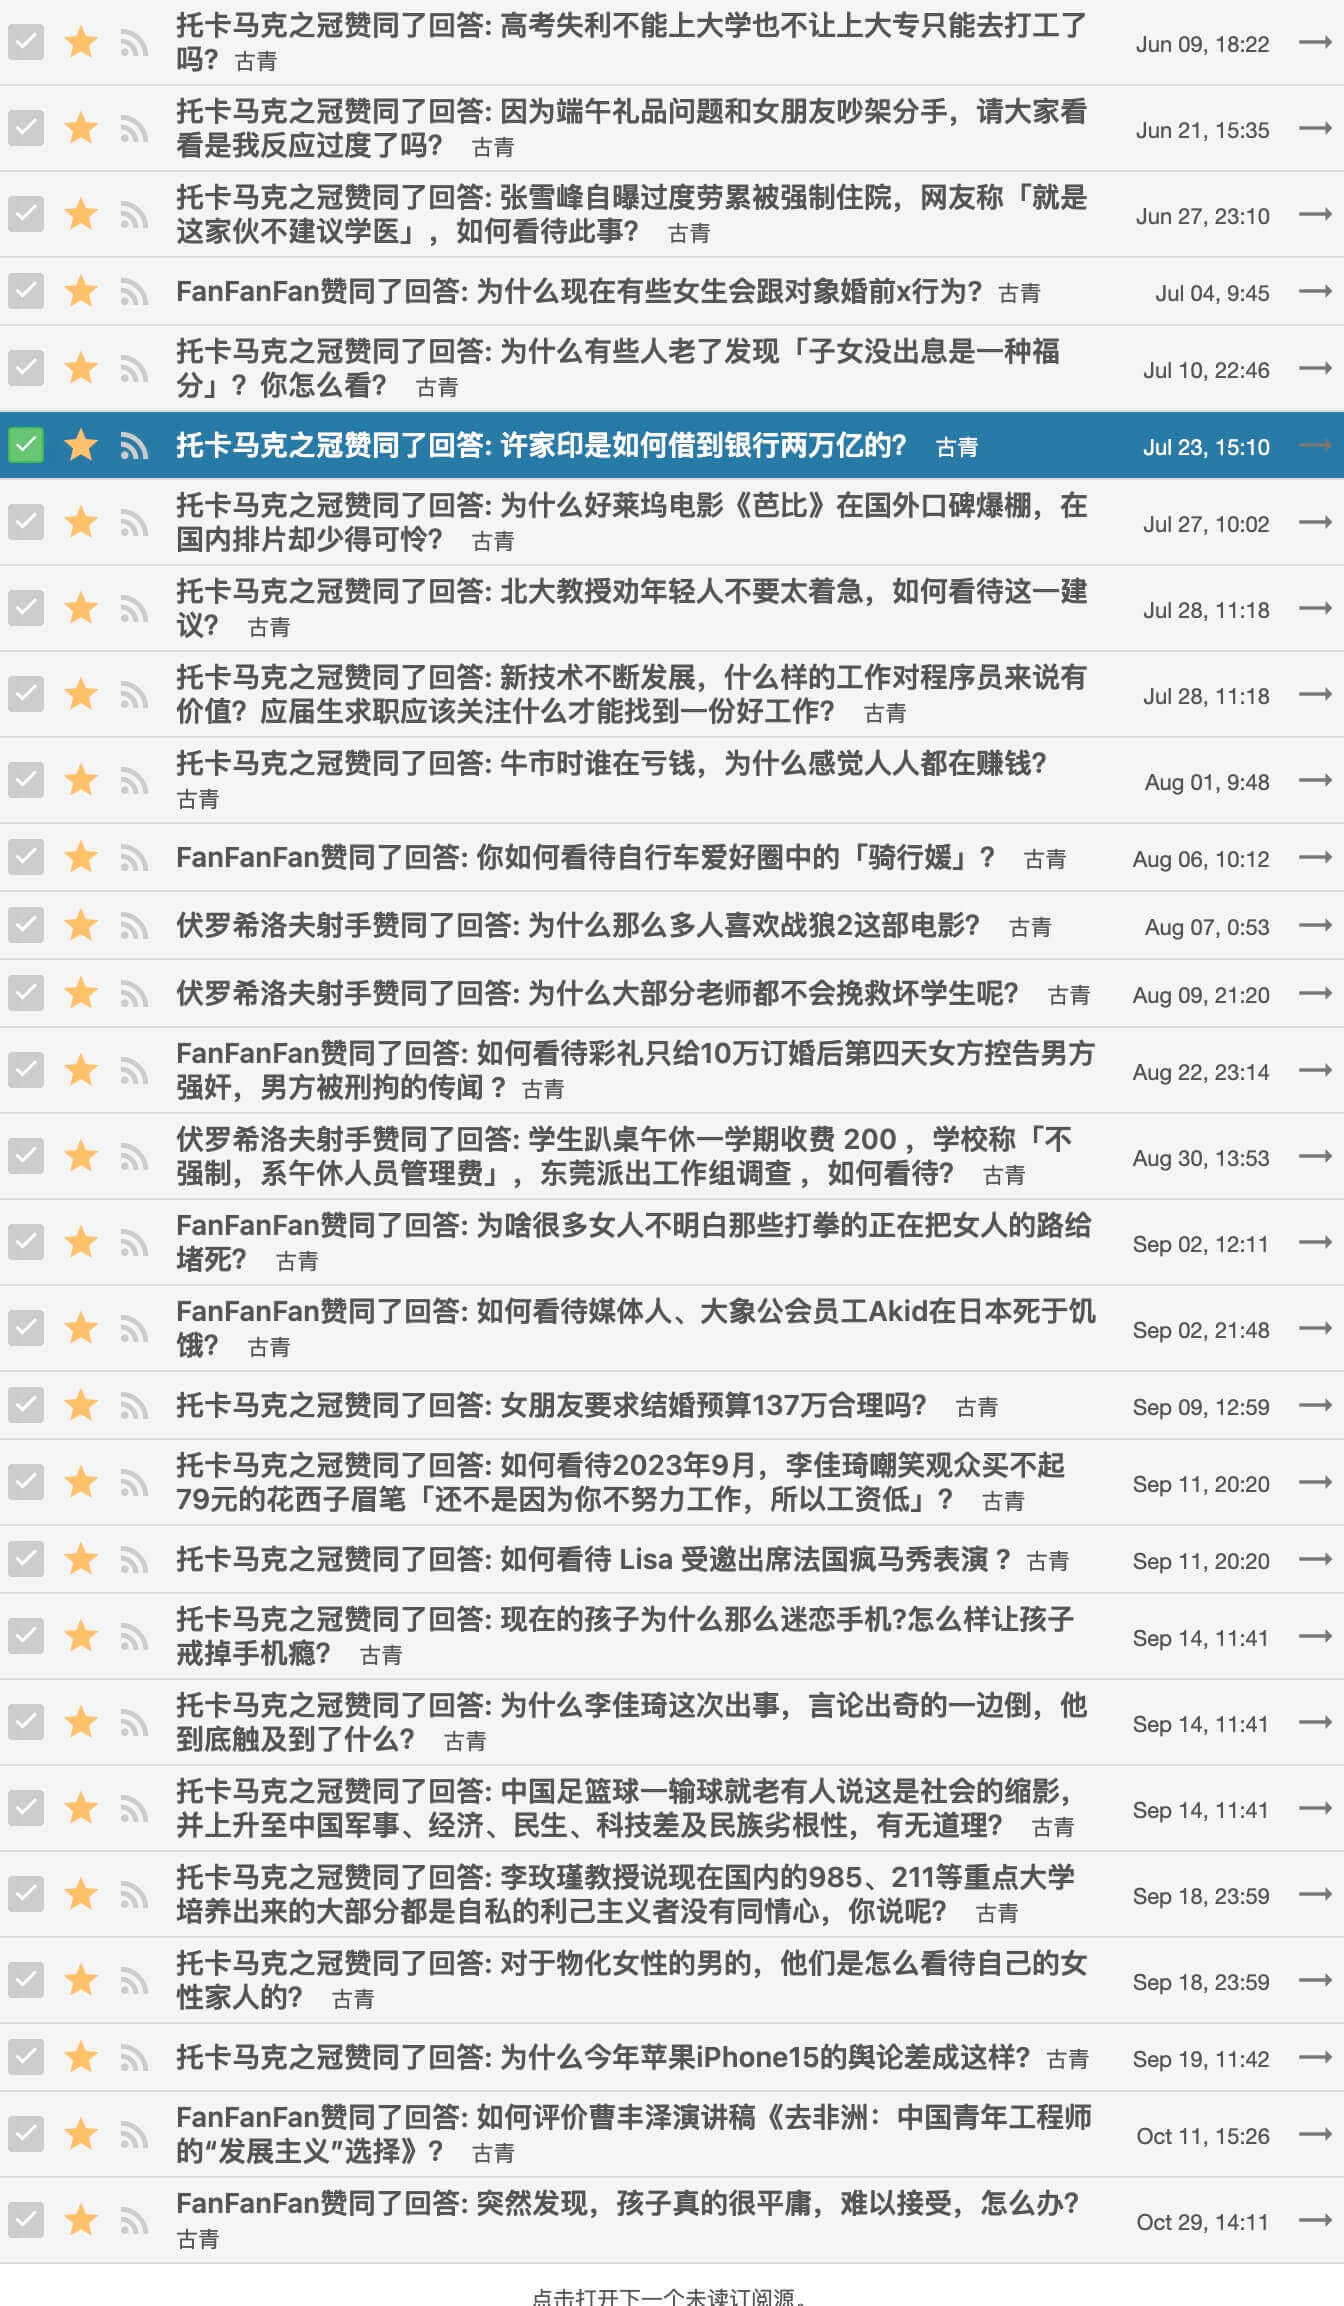 托卡马克之冠赞同了回答: 高考失利不能上大学也不让上大专只能去打工了
吗? 古青
Jun 09, 18:22
托卡马克之冠赞同了回答: 因为端午礼品问题和女朋友吵架分手，请大家看
看是我反应过度了吗? 古青
Jun 21, 15:35
托卡马克之冠赞同了回答: 张雪峰自曝过度劳累被强制住院，网友称「就是
这家伙不建议学医」，如何看待此事? 古青
Jun 27, 23:10
FanFanFan赞同了回答: 为什么现在有些女生会跟对象婚前x行为? 古青
Jul 04, 9:45
托卡马克之冠赞同了回答: 为什么有些人老了发现「子女没出息是一种福
分」? 你怎么看? 古青
Jul 10, 22:46
托卡马克之冠赞同了回答: 许家印是如何借到银行两万亿的? 古青
Jul 23, 15:10
托卡马克之冠赞同了回答: 为什么好莱坞电影《芭比》在国外口碑爆棚，在
国内排片却少得可怜? 古青
Jul 27, 10:02
托卡马克之冠赞同了回答: 北大教授劝年轻人不要太着急，如何看待这一建
议? 古青
Jul 28, 11:18
托卡马克之冠赞同了回答: 新技术不断发展，什么样的工作对程序员来说有
价值? 应届生求职应该关注什么才能找到一份好工作? 古青
Jul 28, 11:18
托卡马克之冠赞同了回答: 牛市时谁在亏钱，为什么感觉人人都在赚钱?
古青
Aug 01, 9:48
FanFanFan赞同了回答: 你如何看待自行车爱好圈中的「骑行媛」? 古青
Aug 06, 10:12
伏罗希洛夫射手赞同了回答: 为什么那么多人喜欢战狼2这部电影? 古青
Aug 07, 0:53
伏罗希洛夫射手赞同了回答: 为什么大部分老师都不会挽救坏学生呢? 古青
Aug 09, 21:20
FanFanFan赞同了回答: 如何看待彩礼只给10万订婚后第四天女方控告男方
强奸，男方被刑拘的传闻 ? 古青
Aug 22, 23:14
伏罗希洛夫射手赞同了回答: 学生趴桌午休一学期收费 200 ，学校称「不
强制，系午休人员管理费」，东莞派出工作组调查 ，如何看待? 古青
Aug 30, 13:53
FanFanFan赞同了回答: 为啥很多女人不明白那些打拳的正在把女人的路给
堵死? 古青
Sep 02, 12:11
FanFanFan赞同了回答: 如何看待媒体人、大象公会员工Akid在日本死于饥
饿? 古青
Sep 02, 21:48
托卡马克之冠赞同了回答: 女朋友要求结婚预算137万合理吗? 古青
Sep 09, 12:59
托卡马克之冠赞同了回答: 如何看待2023年9月，李佳琦嘲笑观众买不起
79元的花西子眉笔「还不是因为你不努力工作，所以工资低」? 古青
Sep 11, 20:20
托卡马克之冠赞同了回答: 如何看待 Lisa 受邀出席法国疯马秀表演 ? 古青
Sep 11, 20:20
托卡马克之冠赞同了回答: 现在的孩子为什么那么迷恋手机?怎么样让孩子
戒掉手机瘾? 古青
Sep 14, 11:41
托卡马克之冠赞同了回答: 为什么李佳琦这次出事，言论出奇的一边倒，他
到底触及到了什么? 古青
Sep 14, 11:41
托卡马克之冠赞同了回答: 中国足篮球一输球就老有人说这是社会的缩影，
并上升至中国军事、经济、民生、科技差及民族劣根性，有无道理? 古青
Sep 14, 11:41
托卡马克之冠赞同了回答: 李玫瑾教授说现在国内的985、211等重点大学
培养出来的大部分都是自私的利己主义者没有同情心，你说呢? 古青
Sep 18, 23:59
托卡马克之冠赞同了回答: 对于物化女性的男的，他们是怎么看待自己的女
性家人的? 古青
Sep 18, 23:59
托卡马克之冠赞同了回答: 为什么今年苹果iPhone15的舆论差成这样? 古青
Sep 19, 11:42
FanFanFan赞同了回答: 如何评价曹丰泽演讲稿《去非洲：中国青年工程师
的“发展主义”选择》? 古青
Oct 11, 15:26
FanFanFan赞同了回答: 突然发现，孩子真的很平庸，难以接受，怎么办?
古青
Oct 29, 14:11
点击打开下一个未读订阅源。